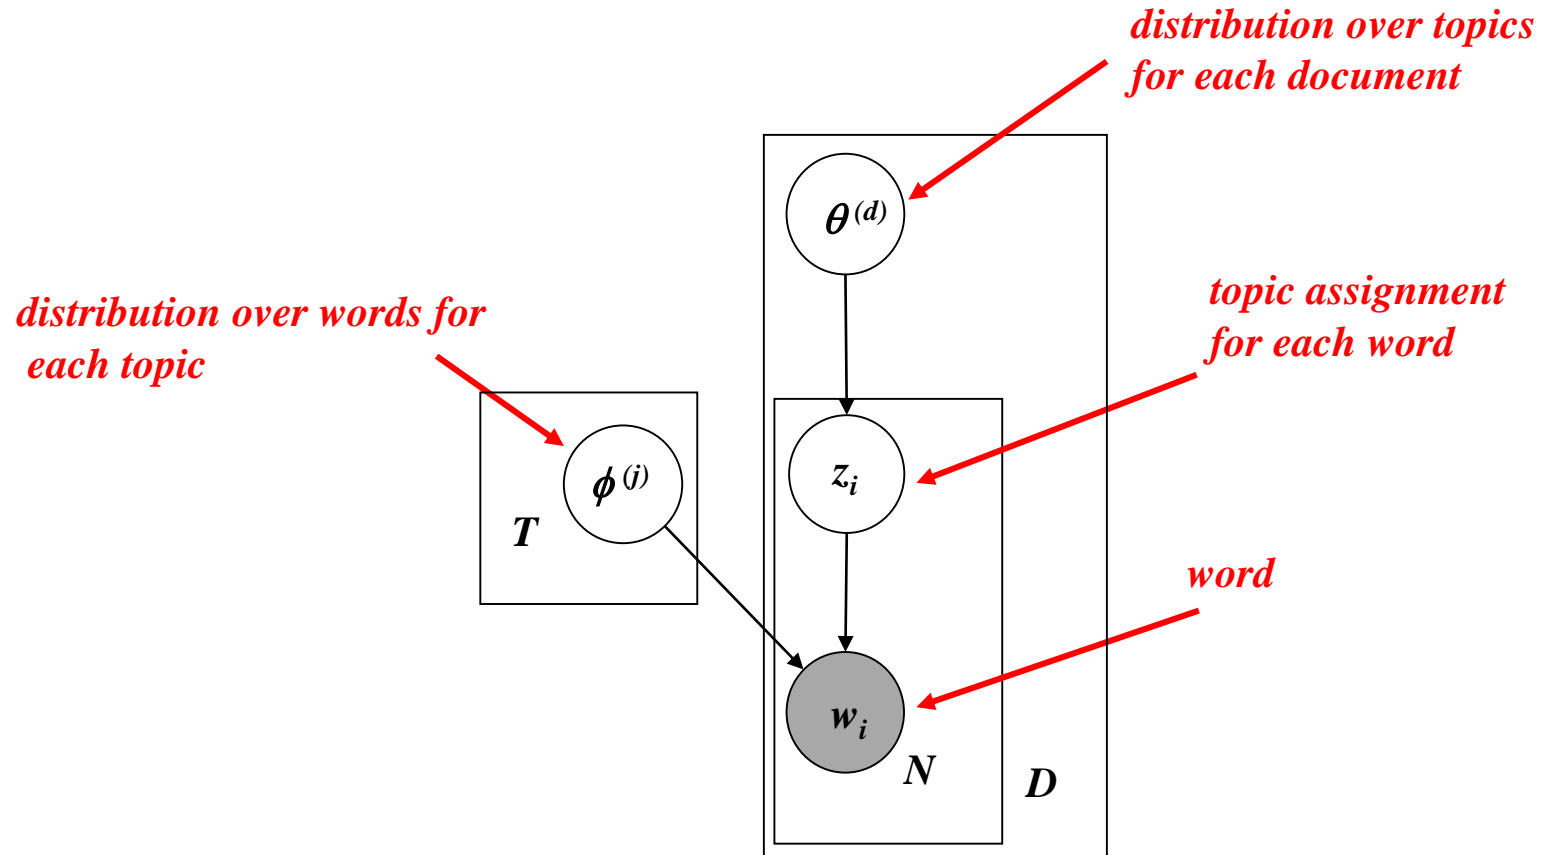 distribution over topics
for each document
θ(d)
topic assignment
for each word
distribution over words for
each topic
zi
ϕ(j)
T
word
wi
N
D